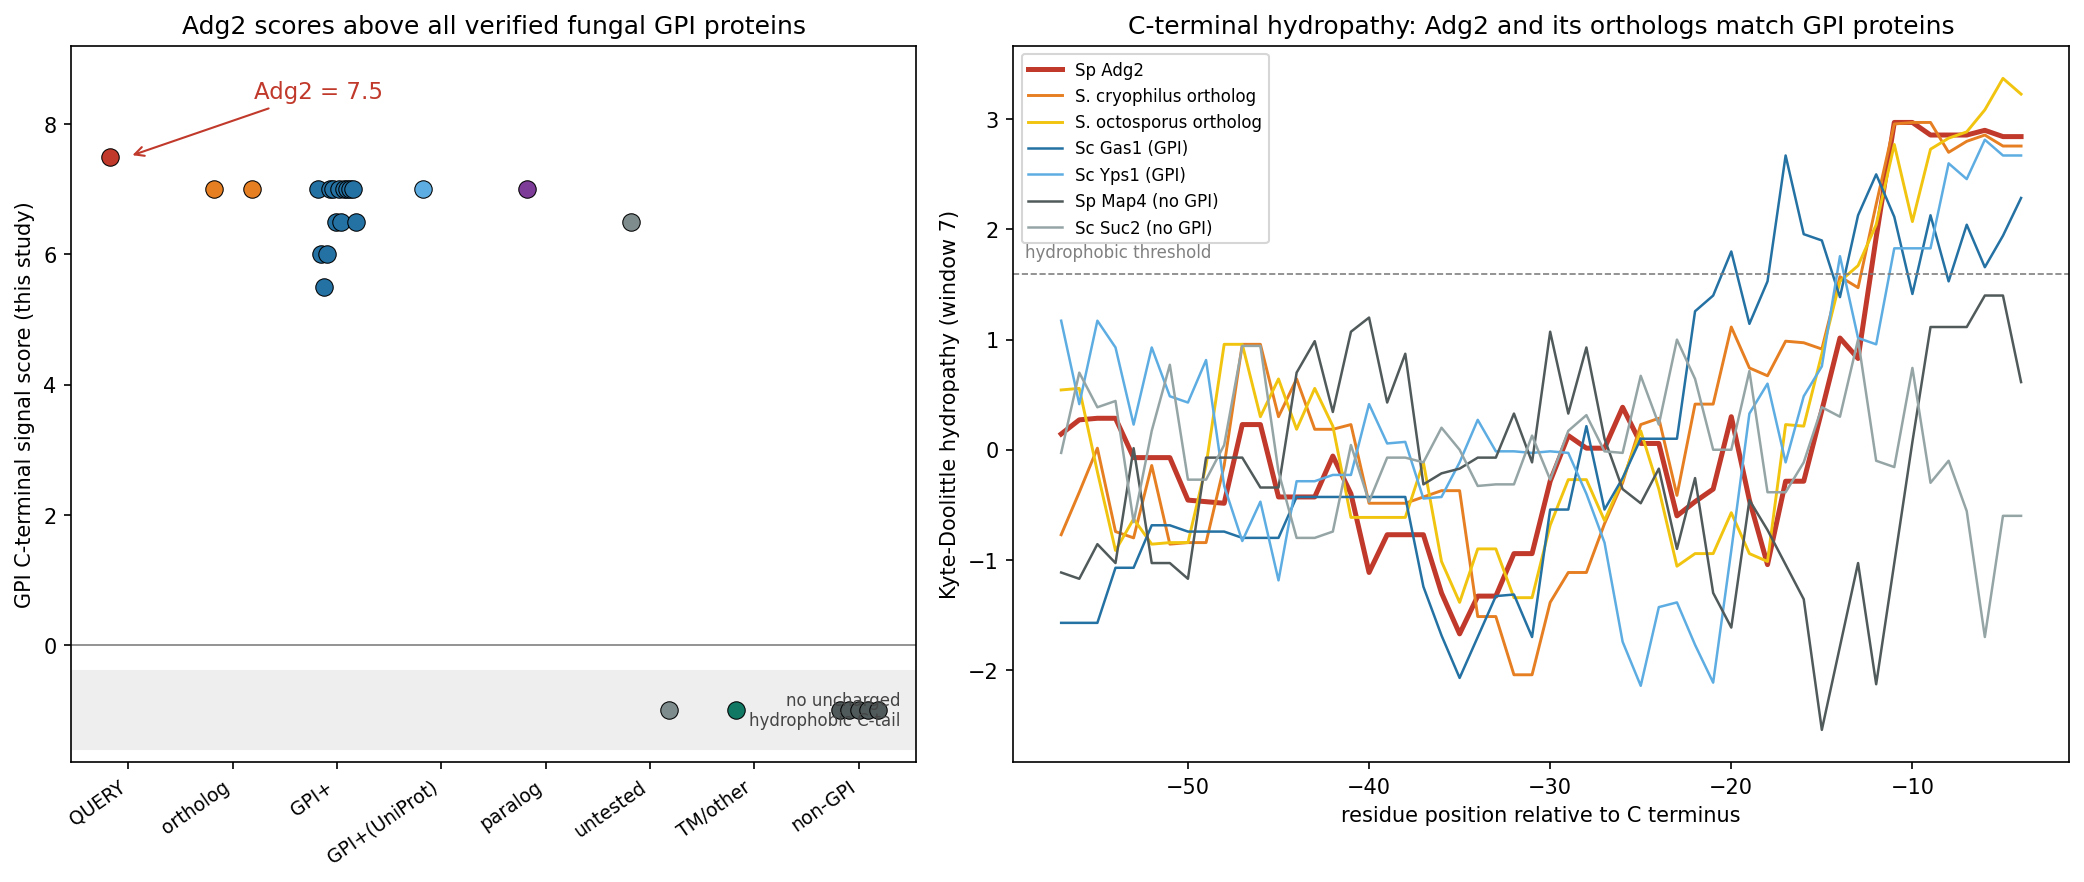 Adg2 scores above all verified fungal GPI proteins
GPI C-terminal signal score (this study)
8
6
4
2
0
Adg2 = 7.5
no uncharged
hydrophobic C-tail
QUERY
ortholog
GPI+
GPI+(UniProt)
paralog
untested
TM/other
non-GPI
C-terminal hydropathy: Adg2 and its orthologs match GPI proteins
Kyte-Doolittle hydropathy (window 7)
3
2
1
0
−1
−2
Sp Adg2
S. cryophilus ortholog
S. octosporus ortholog
Sc Gas1 (GPI)
Sc Yps1 (GPI)
Sp Map4 (no GPI)
Sc Suc2 (no GPI)
hydrophobic threshold
−50
−40
−30
−20
−10
residue position relative to C terminus